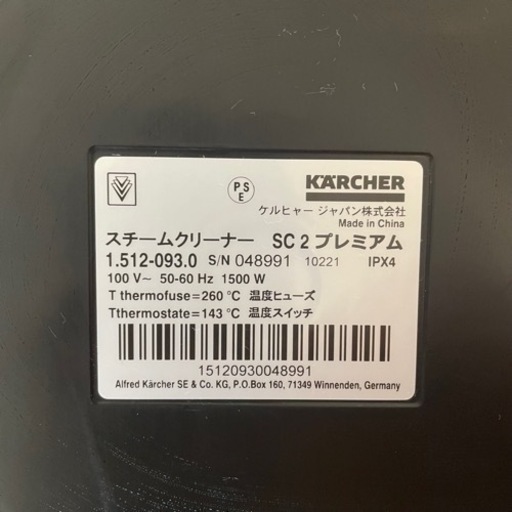 PS
E
KÄRCHER
ケルヒャー ジャパン株式会社
Made in China
スチームクリーナー SC 2 プレミアム
1.512-093.0 S/N 048991 10221 IPX4
100 V~ 50-60 Hz 1500 W
T thermofuse=260 °C 温度ヒューズ
Tthermostate=143 °C 温度スイッチ
15120930048991
Alfred Kärcher SE & Co. KG, P.O.Box 160, 71349 Winnenden, Germany